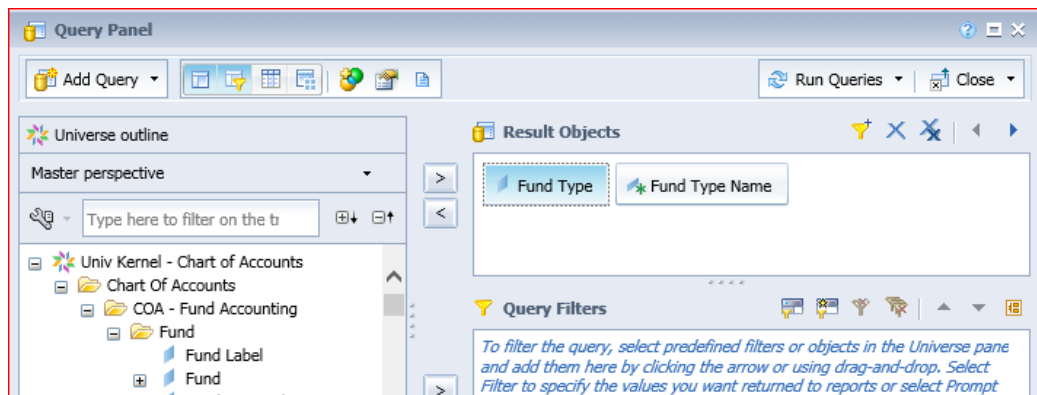 Query Panel
Add Query
Run Queries
Close
Universe outline
Master perspective
Type here to filter on the
Univ Kernel - Chart of Accounts
Chart Of Accounts
COA - Fund Accounting
Fund
Fund Label
Fund
Result Objects
Fund Type
Fund Type Name
Query Filters
To filter the query, select predefined filters or objects in the Universe pane
and add them here by clicking the arrow or using drag-and-drop. Select
Filter to specify the values you want returned to reports or select Prompt